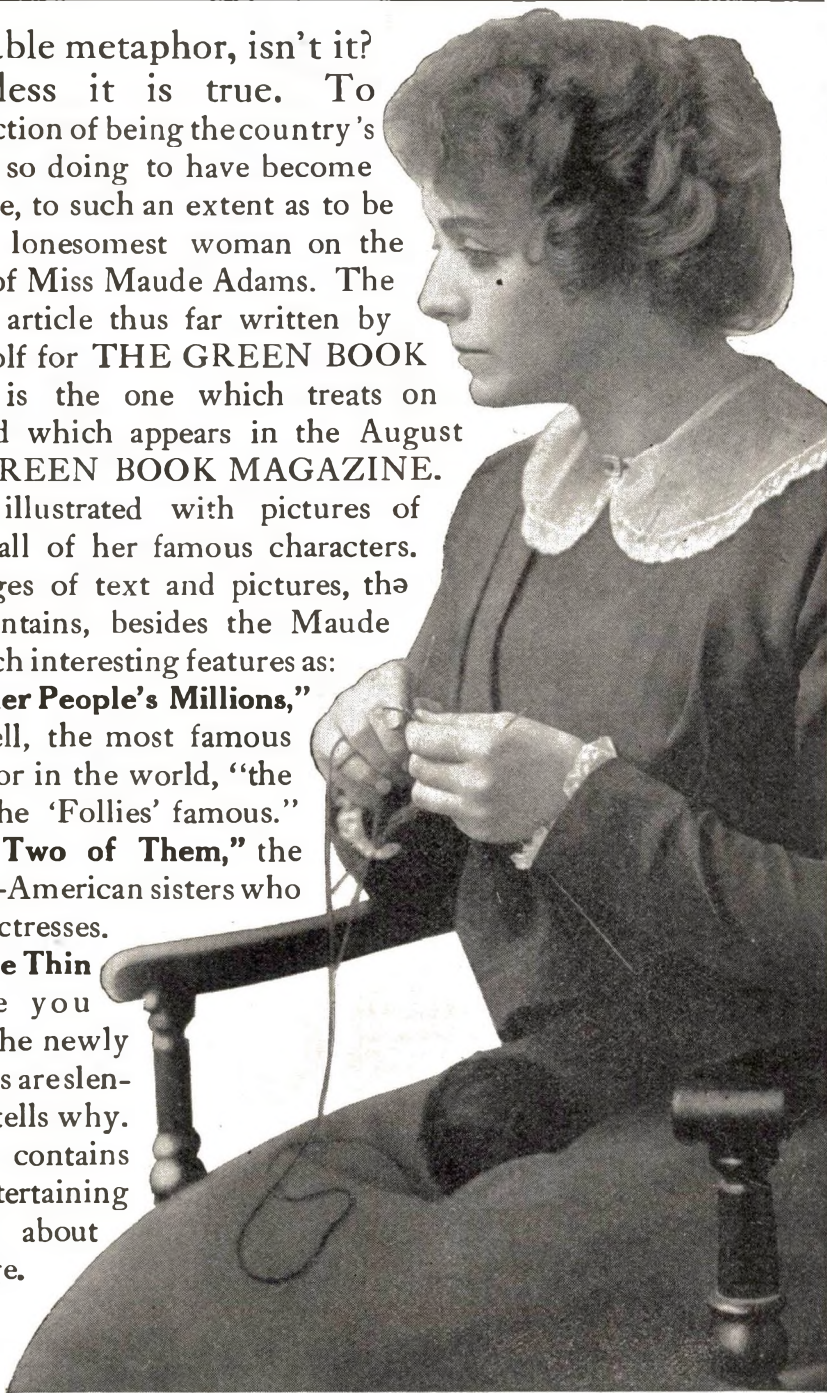 ble metaphor, isn't it?
less it is true. To
ction of being the country's
so doing to have become
e, to such an extent as to be
lonesomest woman on the
of Miss Maude Adams. The
article thus far written by
olf for THE GREEN BOOK
is the one which treats on
d which appears in the August
REEN BOOK MAGAZINE.
illustrated with pictures of
all of her famous characters.
ges of text and pictures, the
ntains, besides the Maude
ch interesting features as:
er People's Millions,"
ell, the most famous
or in the world, "the
he 'Follies' famous."
Two of Them," the
-American sisters who
ctresses.
e Thin
e you
he newly
s are slen-
tells why.
contains
tertaining
about
e.